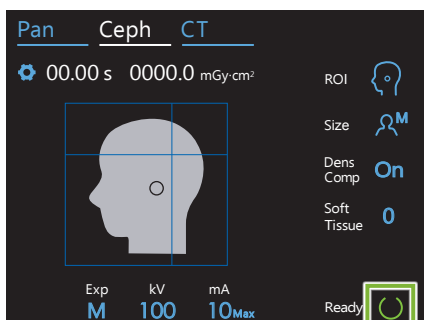 Pan Ceph CT
00.00 s 0000.0 mGy·cm²
ROI
Size M
Dens
Comp On
Soft
Tissue 0
Exp kV mA
M 100 10Max
Ready